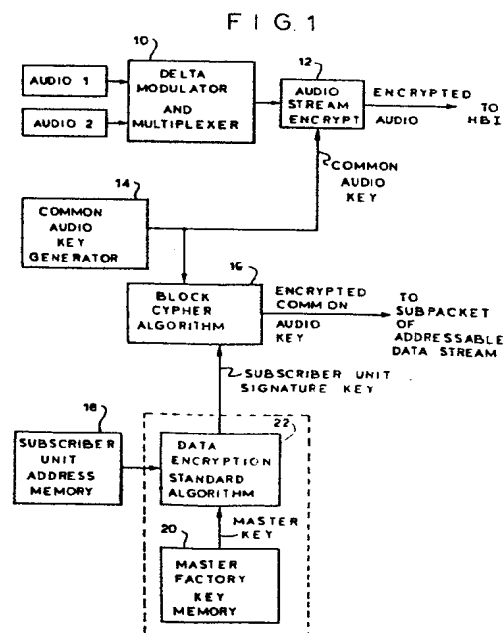 FIG. 1
10
AUDIO 1
AUDIO 2
DELTA
MODULATOR
AND
MULTIPLEXER
12
AUDIO
STREAM
ENCRYPT
ENCRYPTED
AUDIO
TO
HBI
COMMON
AUDIO
KEY
14
COMMON
AUDIO
KEY
GENERATOR
16
BLOCK
CYPHER
ALGORITHM
ENCRYPTED
COMMON
AUDIO
KEY
TO
SUBPACKET
OF
ADDRESSABLE
DATA STREAM
SUBSCRIBER UNIT
SIGNATURE KEY
18
SUBSCRIBER
UNIT
ADDRESS
MEMORY
22
DATA
ENCRYPTION
STANDARD
ALGORITHM
MASTER
KEY
20
MASTER
FACTORY
KEY
MEMORY